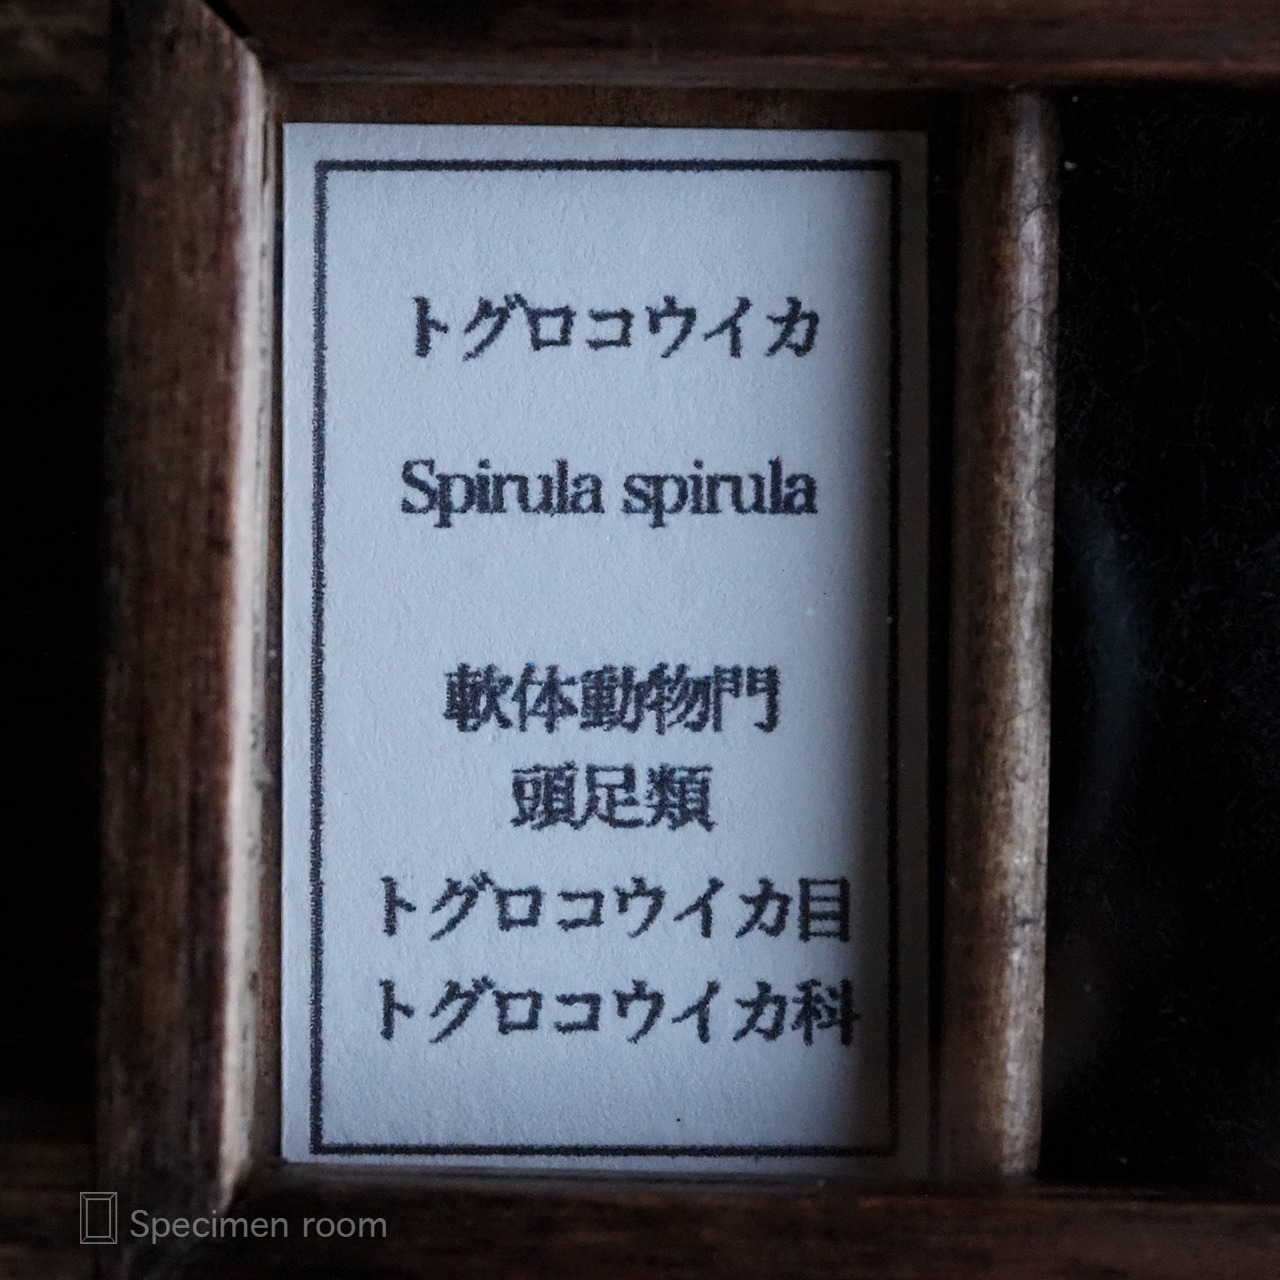 トグロコウイカ
Spirula spirula
軟体動物門
頭足類
トグロコウイカ目
トグロコウイカ科
Specimen room